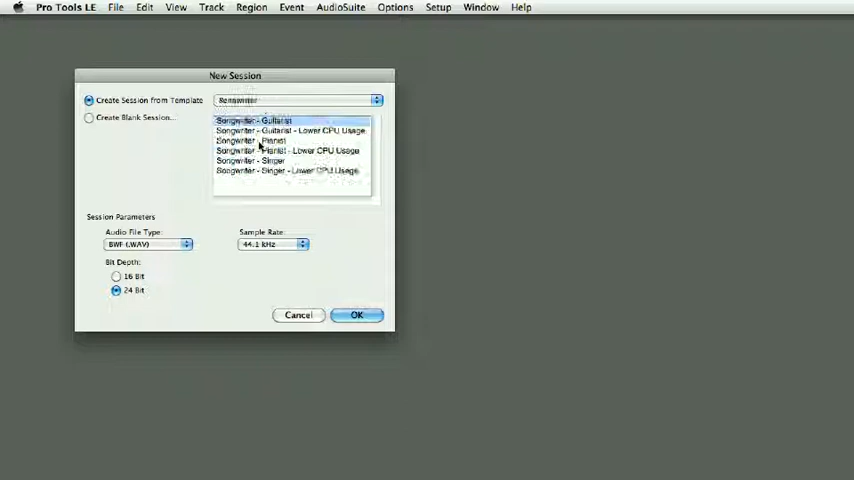 Pro Tools LE File Edit View Track Region Event AudioSuite Options Setup Window Help
New Session
Create Session from Template Songwriter
Create Blank Session...
Songwriter - Guitarist
Songwriter - Guitarist - Lower CPU Usage
Songwriter - Pianist
Songwriter - Pianist - Lower CPU Usage
Songwriter - Singer
Songwriter - Singer - Lower CPU Usage
Session Parameters
Audio File Type: Sample Rate:
BWF (.WAV) 44.1 kHz
Bit Depth:
16 Bit
24 Bit
Cancel OK